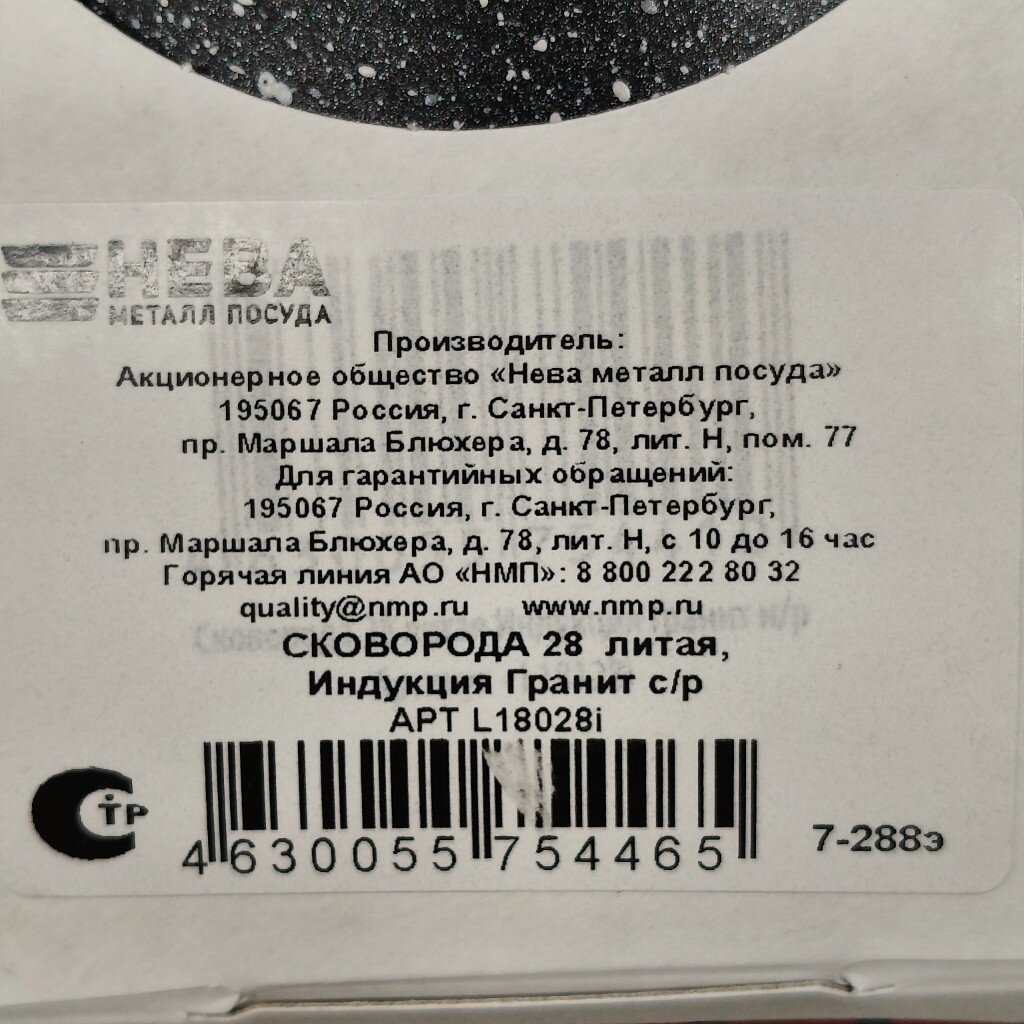 НЕВА
МЕТАЛЛ ПОСУДА
Производитель:
Акционерное общество «Нева металл посуда»
195067 Россия, г. Санкт-Петербург,
пр. Маршала Блюхера, д. 78, лит. Н, пом. 77
Для гарантийных обращений:
195067 Россия, г. Санкт-Петербург,
пр. Маршала Блюхера, д. 78, лит. Н, с 10 до 16 час
Горячая линия АО «НМП»: 8 800 222 80 32
quality@nmp.ru www.nmp.ru
СКОВОРОДА 28 литая,
Индукция Гранит с/р
АРТ L18028i
СТР
4630055754465
7-288э